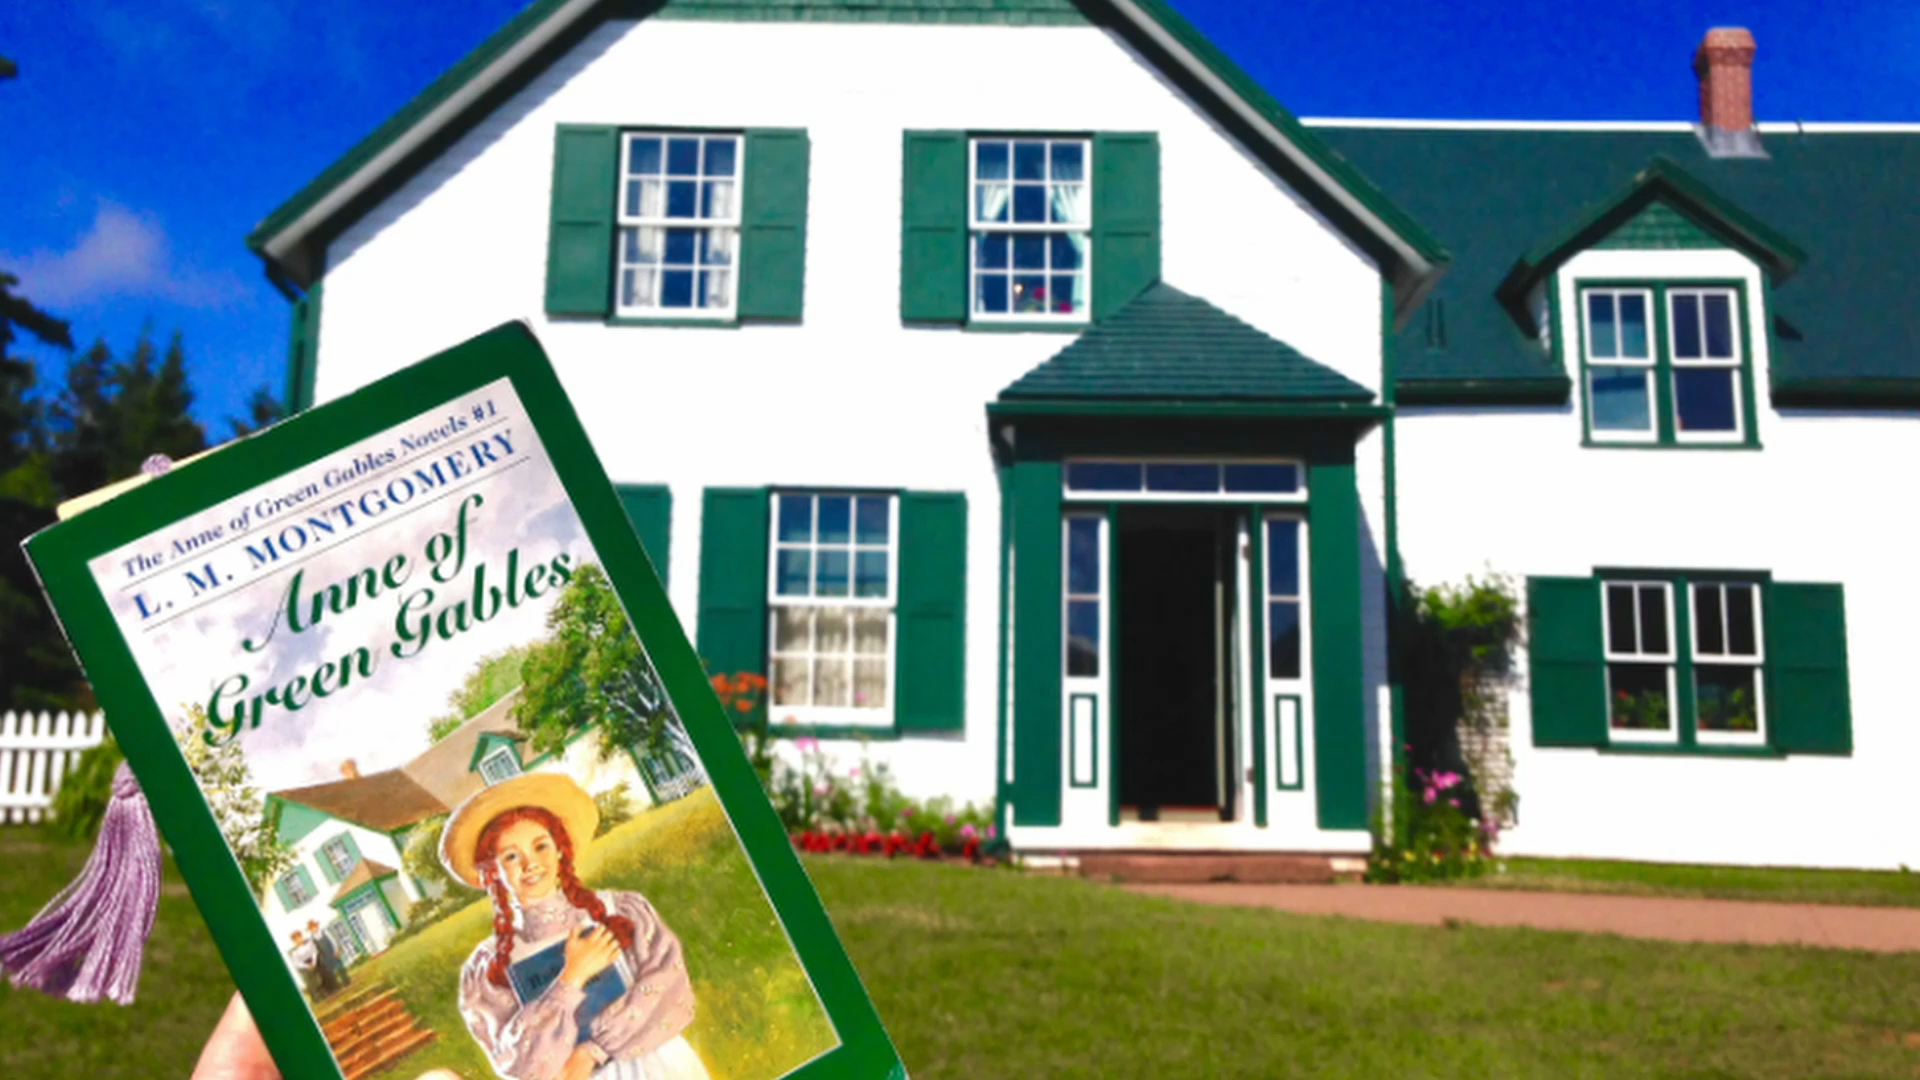 The Anne of Green Gables Novels #1
L. M. MONTGOMERY
Anne of
Green Gables